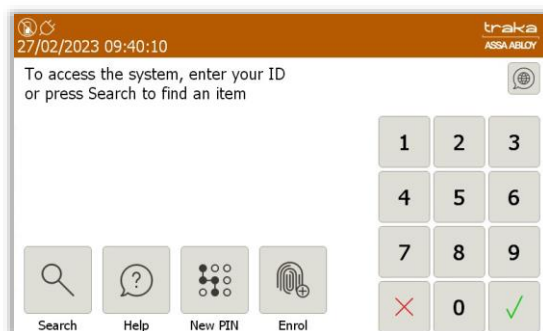 27/02/2023 09:40:10
traka
ASSA ABLOY
To access the system, enter your ID
or press Search to find an item
1 2 3
4 5 6
7 8 9
0
Search Help New PIN Enrol